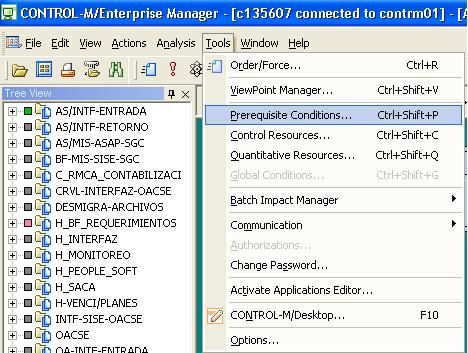 CONTROL-M/Enterprise Manager - [c135607 connected to contrm01] - [A
File Edit View Actions Analysis Tools Window Help
Tree View
AS/INTF-ENTRADA
AS/INTF-RETORNO
AS/MIS-ASAP-SGC
BF-MIS-SISE-SGC
C_RMCA_CONTABILIZACI
CRVL-INTERFAZ-OACSE
DESMIGRA-ARCHIVOS
H_BF_REQUERIMIENTOS
H_INTERFAZ
H_MONITOREO
H_PEOPLE_SOFT
H_SACA
H-VENCI/PLANES
INTF-SISE-OACSE
OACSE
OA-INTF-ENTRADA
Order/Force... Ctrl+R
ViewPoint Manager... Ctrl+Shift+V
Prerequisite Conditions... Ctrl+Shift+P
Control Resources... Ctrl+Shift+C
Quantitative Resources... Ctrl+Shift+Q
Global Conditions... Ctrl+Shift+G
Batch Impact Manager
Communication
Authorizations...
Change Password...
Activate Applications Editor...
CONTROL-M/Desktop... F10
Options...